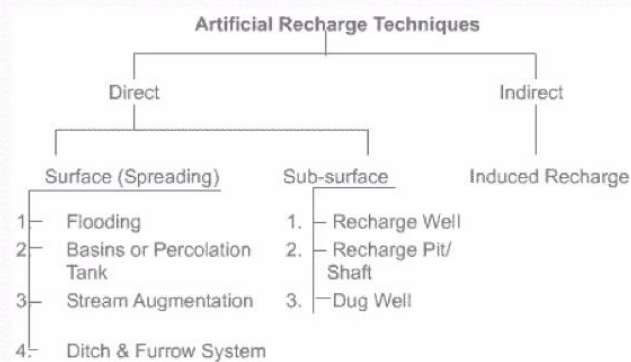 Artificial Recharge Techniques
Direct
Indirect
Surface (Spreading)
Sub-surface
Induced Recharge
1. Flooding
2. Basins or Percolation
Tank
3. Stream Augmentation
4. Ditch & Furrow System
1. Recharge Well
2. Recharge Pit/
Shaft
3. Dug Well